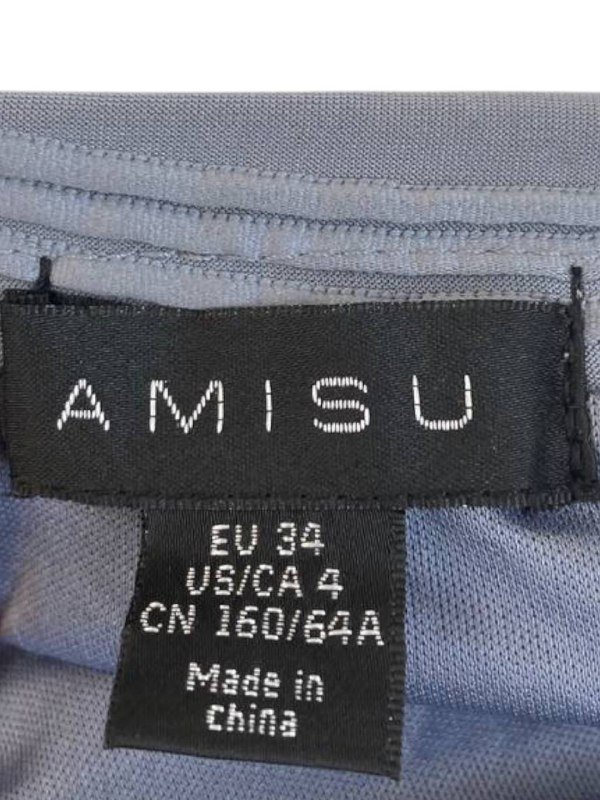 AMISU
EU 34
US/CA 4
CN 160/64A
Made in
China